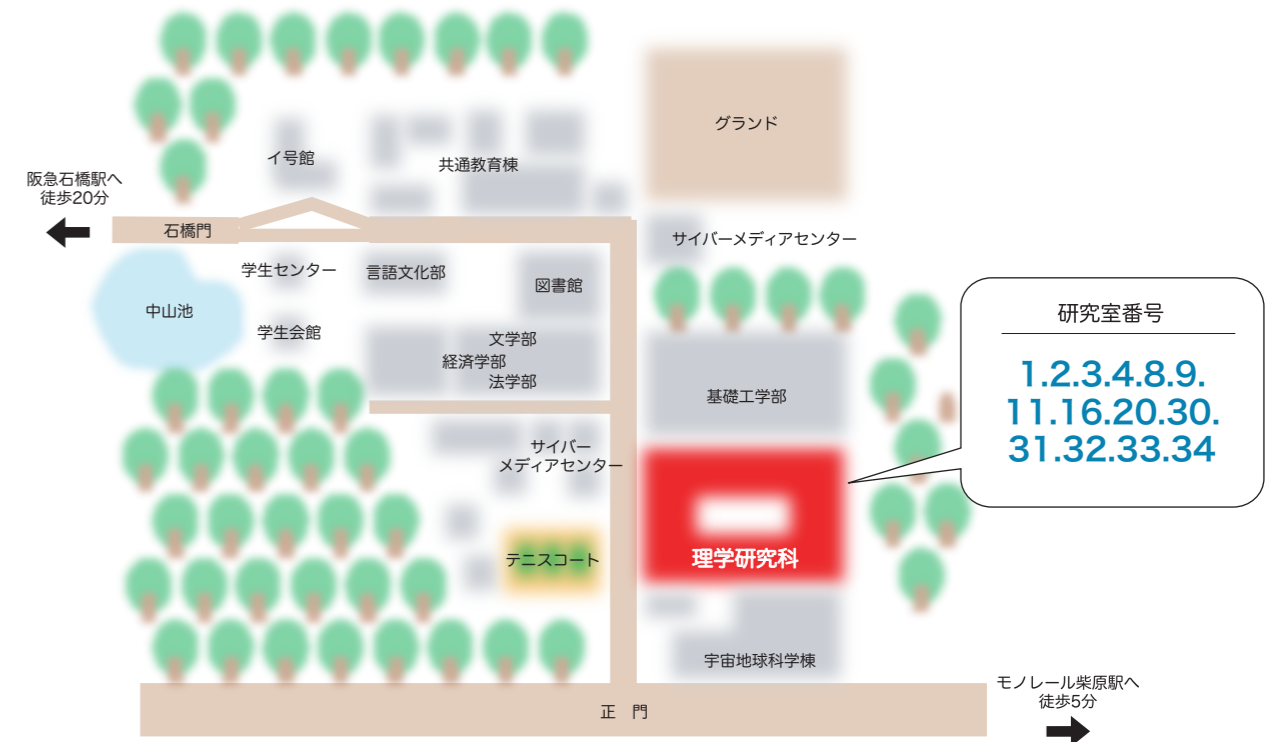 グランド
イ号館
共通教育棟
阪急石橋駅へ
徒歩20分
石橋門
サイバーメディアセンター
学生センター
言語文化部
図書館
中山池
学生会館
文学部
経済学部
法学部
基礎工学部
研究室番号
1.2.3.4.8.9.
11.16.20.30.
31.32.33.34
サイバー
メディアセンター
テニスコート
理学研究科
宇宙地球科学棟
モノレール柴原駅へ
徒歩5分
正 門